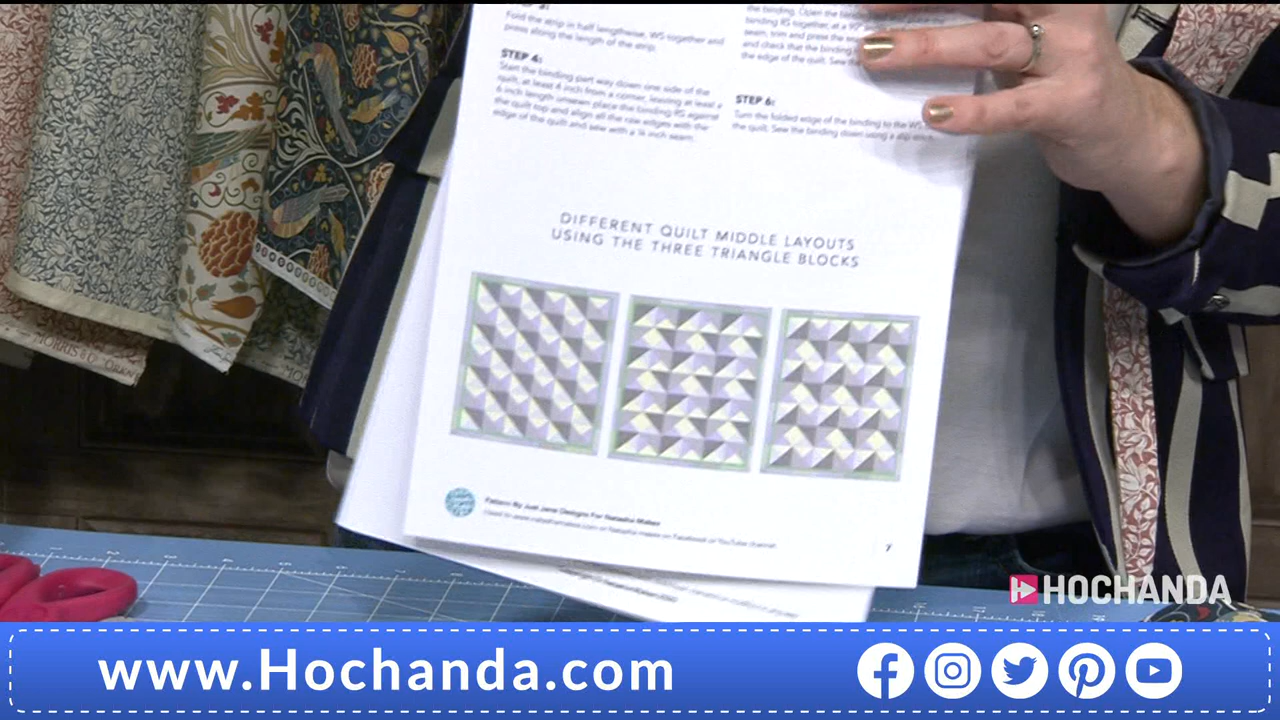 Fold the strip in half lengthwise, WS together and
press along the length of the strip.
STEP 4:
Start the binding part way down one side of the
quilt, at least 6 inch from a corner, leaving at least a
6 inch length unsewn place the binding RS against
the quilt top and align all the raw edges with the
edge of the quilt and sew with a ¼ inch seam.
the binding. Open the
binding RS together, at a 90°
seam, trim and press the
and check that the binding
the edge of the quilt. Sew the
STEP 6:
Turn the folded edge of the binding to the WS
the quilt. Sew the binding down using a slip stitch.
DIFFERENT QUILT MIDDLE LAYOUTS
USING THE THREE TRIANGLE BLOCKS
Pattern By Just Jane Designs For Natasha Makes
7
MORRIS & Co.
HOCHANDA
www.Hochanda.com